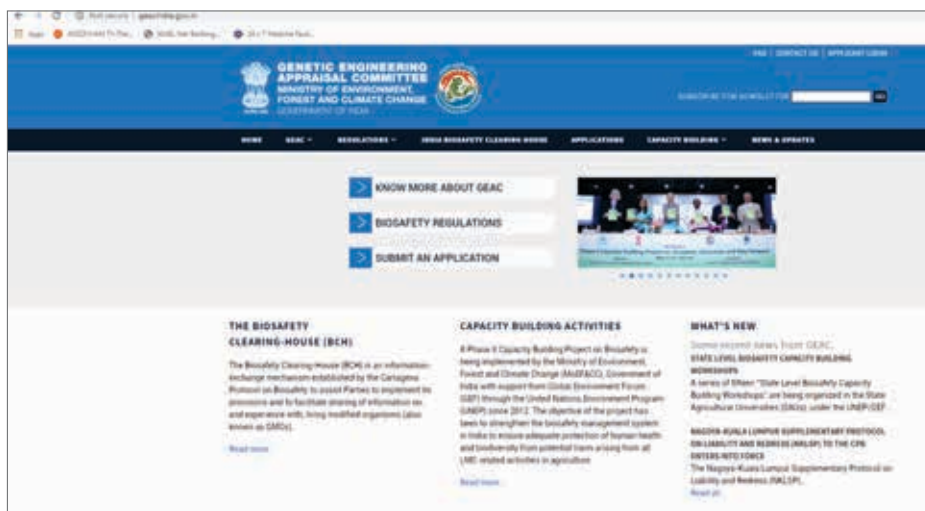 Not secure | geacindia.gov.in
Apps
FAQ | CONTACT US | APPLICANT LOGIN
GENETIC ENGINEERING
APPRAISAL COMMITTEE
MINISTRY OF ENVIRONMENT,
FOREST AND CLIMATE CHANGE
GOVERNMENT OF INDIA
SUBSCRIBE FOR NEWSLETTER GO
HOME GEAC REGULATIONS INDIA BIOSAFETY CLEARING HOUSE APPLICATIONS CAPACITY BUILDING NEWS & UPDATES
KNOW MORE ABOUT GEAC
BIOSAFETY REGULATIONS
SUBMIT AN APPLICATION
THE BIOSAFETY
CLEARING-HOUSE (BCH)
The Biosafety Clearing-House (BCH) is an information
exchange mechanism established by the Cartagena
Protocol on Biosafety to assist Parties to implement its
provisions and to facilitate sharing of information on
and experience with, living modified organisms (also
known as GMOs).
Read more
CAPACITY BUILDING ACTIVITIES
A Phase II Capacity Building Project on Biosafety is
being implemented by the Ministry of Environment,
Forest and Climate Change (MoEF&CC), Government of
India with support from Global Environment Forum
(GEF) through the United Nations Environment Program
(UNEP) since 2012. The objective of the project has
been to strengthen the biosafety management system
in India to ensure adequate protection of human health
and biodiversity from potential harm arising from all
LMO related activities in agriculture
Read more
WHAT'S NEW
Some recent news from GEAC.
STATE LEVEL BIOSAFETY CAPACITY BUILDING
WORKSHOPS
A series of fifteen "State Level Biosafety Capacity
Building Workshops" are being organized in the State
Agricultural Universities (SAUs) under the UNEP/GEF
NAGOYA-KUALA LUMPUR SUPPLEMENTARY PROTOCOL
ON LIABILITY AND REDRESS (NKLSP) TO THE CPB
ENTERS INTO FORCE
The Nagoya-Kuala Lumpur Supplementary Protocol on
Liability and Redress (NKLSP),
Read all